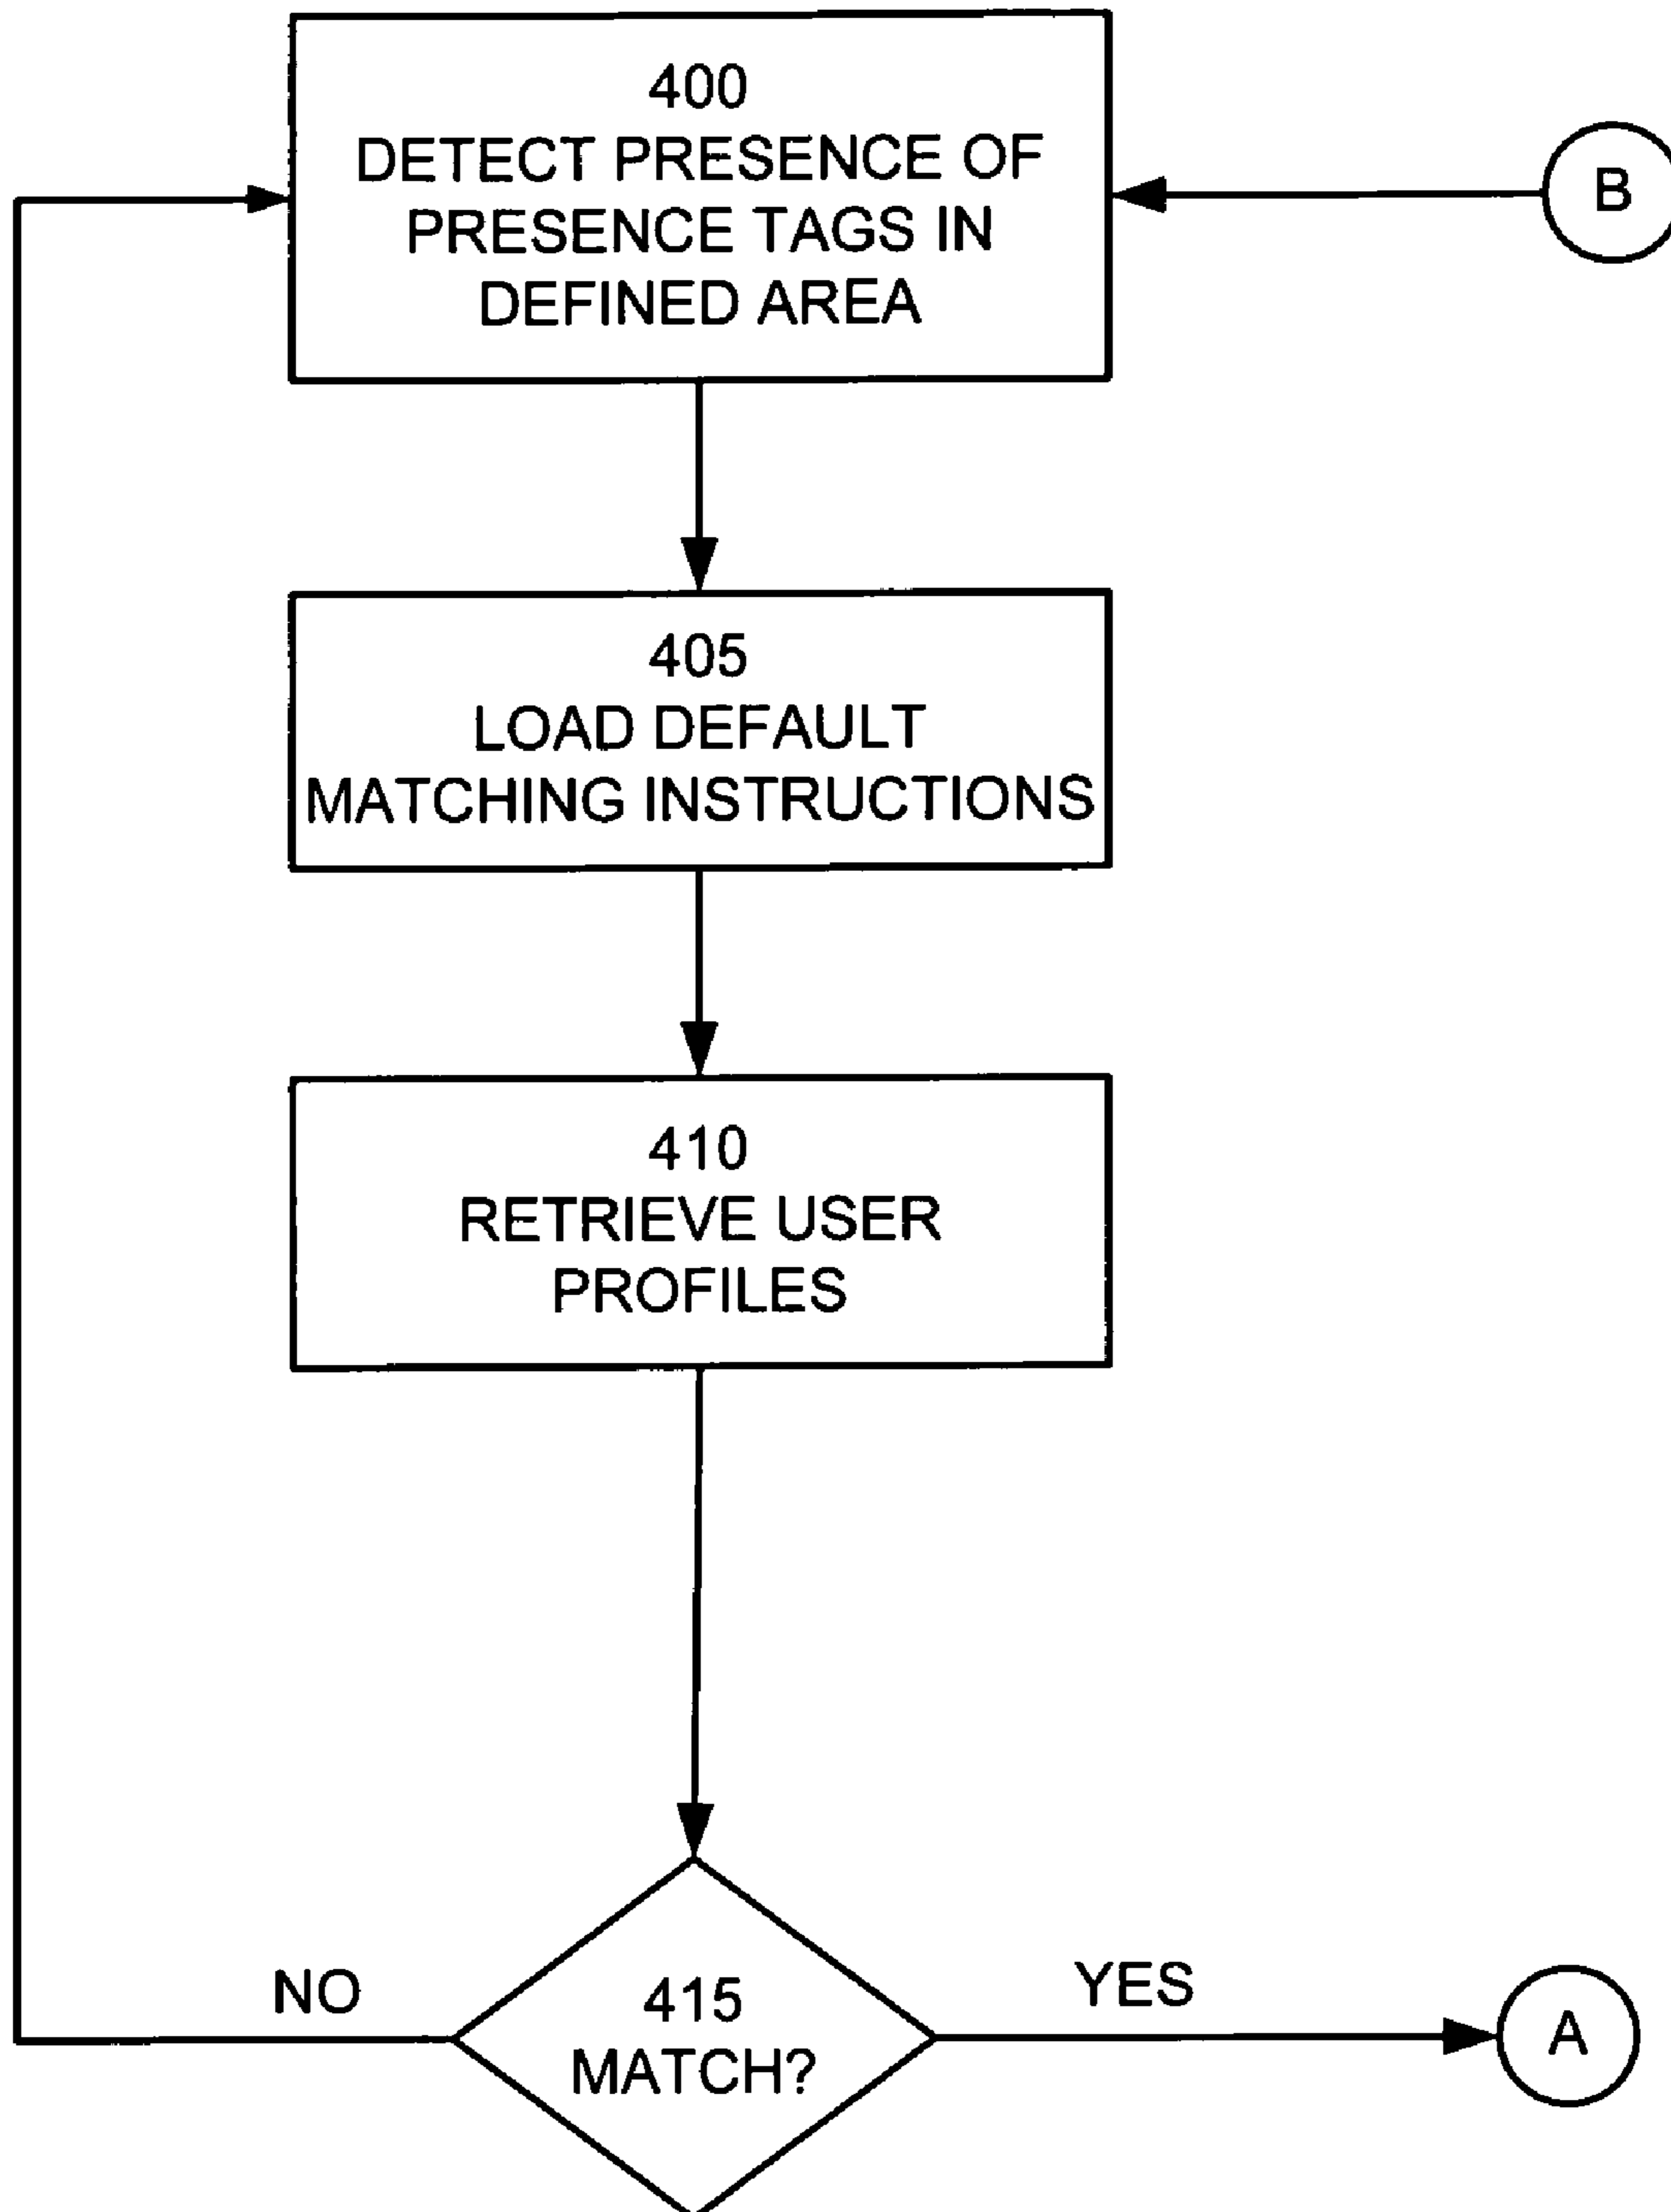 400
DETECT PRESENCE OF
PRESENCE TAGS IN
DEFINED AREA
B
405
LOAD DEFAULT
MATCHING INSTRUCTIONS
410
RETRIEVE USER
PROFILES
NO
415
MATCH?
YES
A